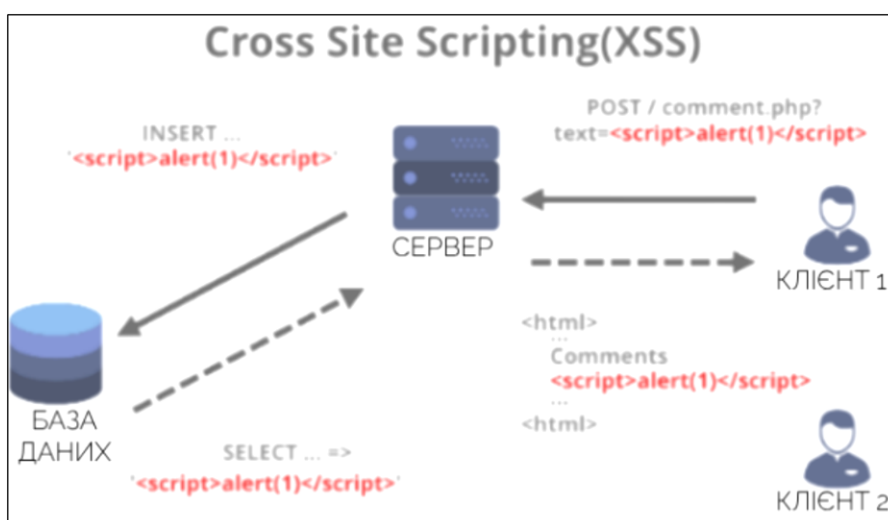 Cross Site Scripting(XSS)
INSERT ...
'<script>alert(1)</script>'
POST / comment.php?
text=<script>alert(1)</script>
СЕРВЕР
КЛІЄНТ 1
<html>
...
Comments
<script>alert(1)</script>
...
<html>
БАЗА
ДАНИХ
SELECT ... =>
'<script>alert(1)</script>'
КЛІЄНТ 2